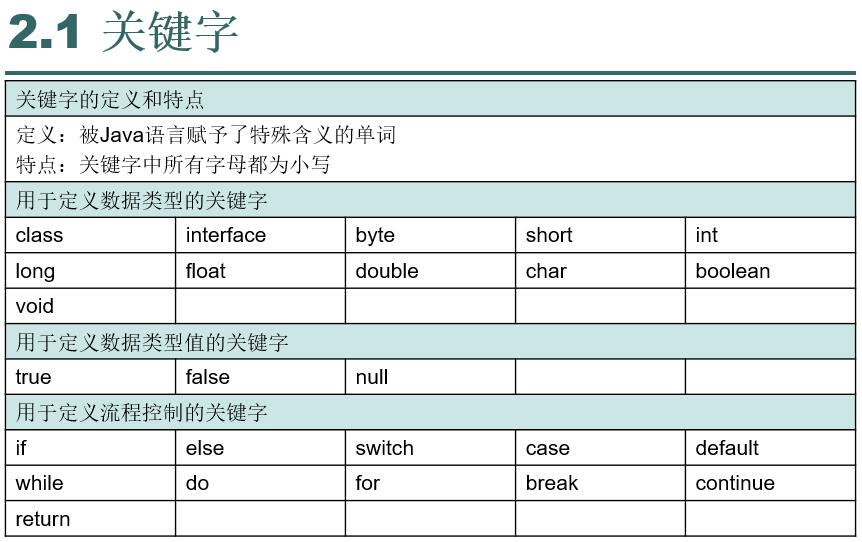 2.1 关键字
关键字的定义和特点
定义：被Java语言赋予了特殊含义的单词
特点：关键字中所有字母都为小写
用于定义数据类型的关键字
class interface byte short int
long float double char boolean
void
用于定义数据类型值的关键字
true false null
用于定义流程控制的关键字
if else switch case default
while do for break continue
return